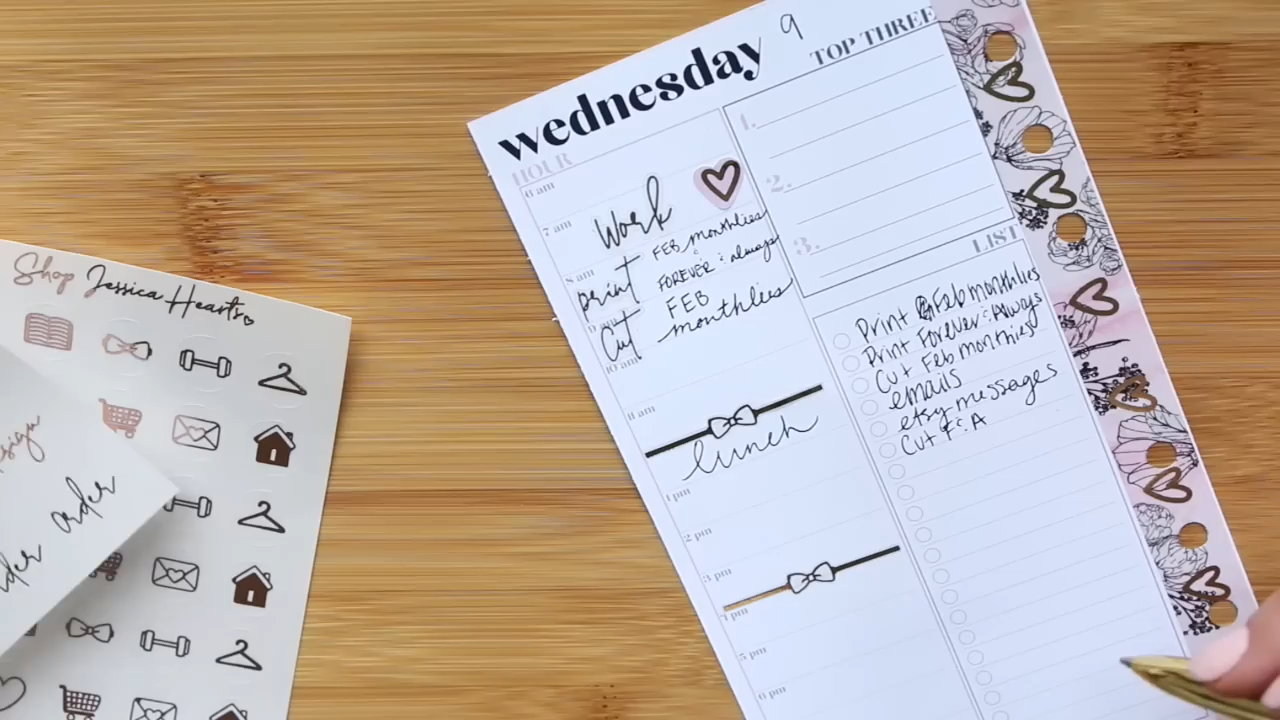 wednesday 9
TOP THREE
HOUR
6 am
7 am
Work
8 am
print
FEB monthlies
FOREVER & always
Cut
FEB
monthlies
10 am
11 am
lunch
1 pm
2 pm
3 pm
5 pm
6 pm
1.
2.
3.
LIST
Print Feb monthlies
Print Forever & Always
Cut Feb monthlies
emails
etsy messages
Cut F & A
Shop Jessica Hearts
order